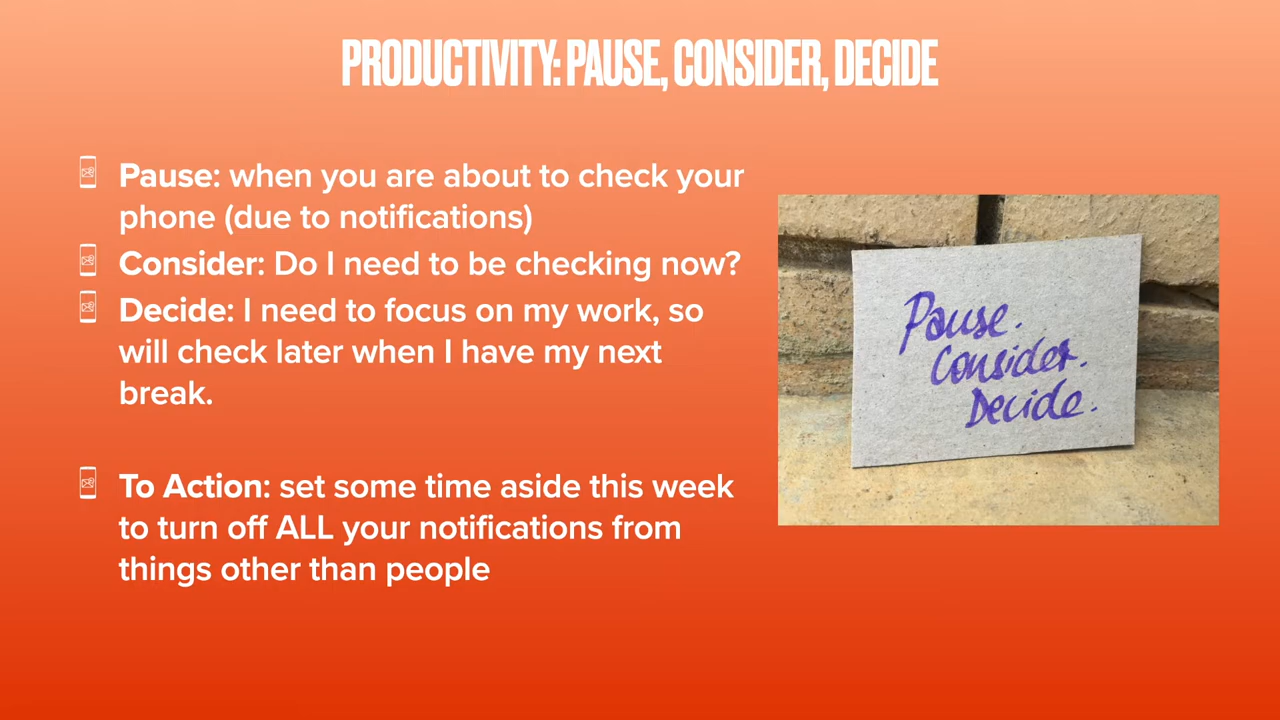 PRODUCTIVITY: PAUSE, CONSIDER, DECIDE
Pause: when you are about to check your
phone (due to notifications)
Consider: Do I need to be checking now?
Decide: I need to focus on my work, so
will check later when I have my next
break.
To Action: set some time aside this week
to turn off ALL your notifications from
things other than people
Pause.
Consider.
Decide.